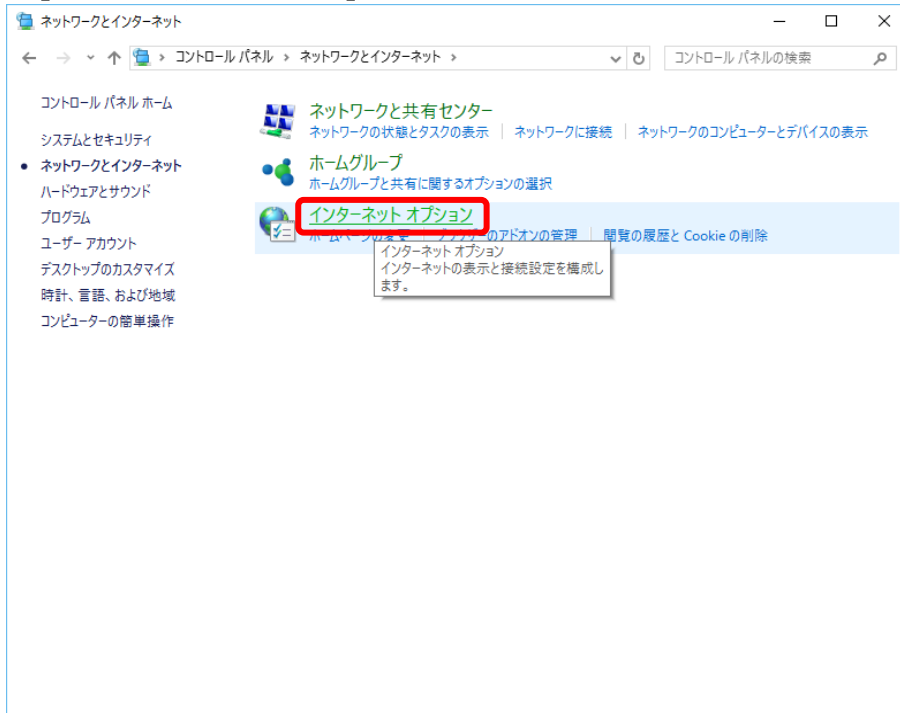 ネットワークとインターネット
コントロール パネル › ネットワークとインターネット ›
コントロール パネルの検索
コントロール パネル ホーム
システムとセキュリティ
ネットワークとインターネット
ハードウェアとサウンド
プログラム
ユーザー アカウント
デスクトップのカスタマイズ
時計、言語、および地域
コンピューターの簡単操作
ネットワークと共有センター
ネットワークの状態とタスクの表示 | ネットワークに接続 | ネットワークのコンピューターとデバイスの表示
ホームグループ
ホームグループと共有に関するオプションの選択
インターネット オプション
ホームページの変更 | ブラウザーのアドオンの管理 | 閲覧の履歴と Cookie の削除
インターネット オプション
インターネットの表示と接続設定を構成し
ます。